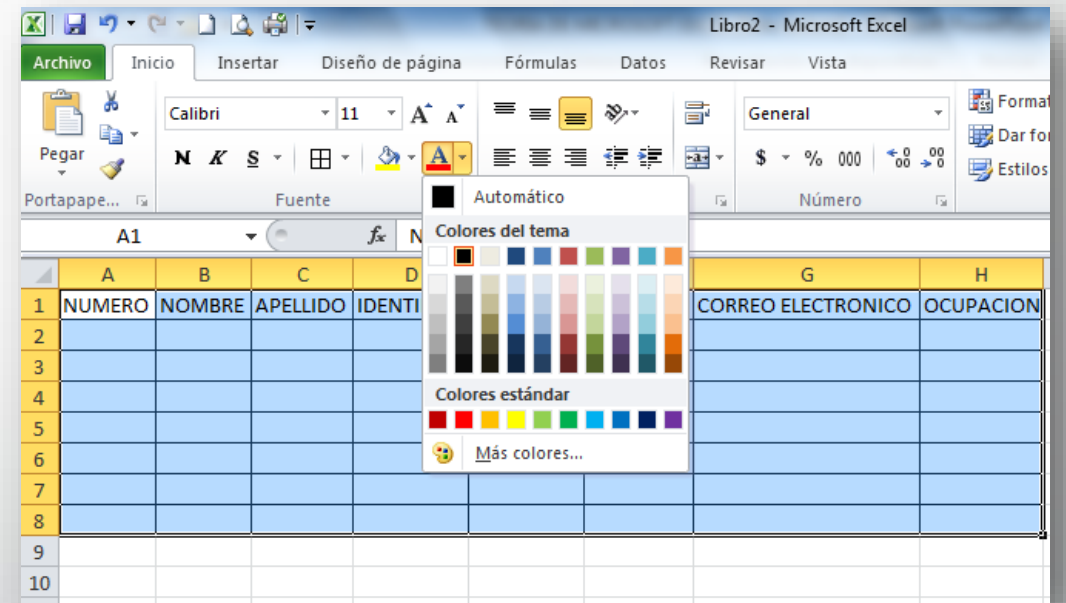 Libro2 - Microsoft Excel
Archivo Inicio Insertar Diseño de página Fórmulas Datos Revisar Vista
Calibri 11 A A General
Pegar N K S A $ % 000
Dar
Estilos
Portapape... Fuente Número
Automático
A1 fx N
Colores del tema
A B C D G H
1 NUMERO NOMBRE APELLIDO IDENTI CORREO ELECTRONICO OCUPACION
2
3
4 Colores estándar
5
6 Más colores...
7
8
9
10